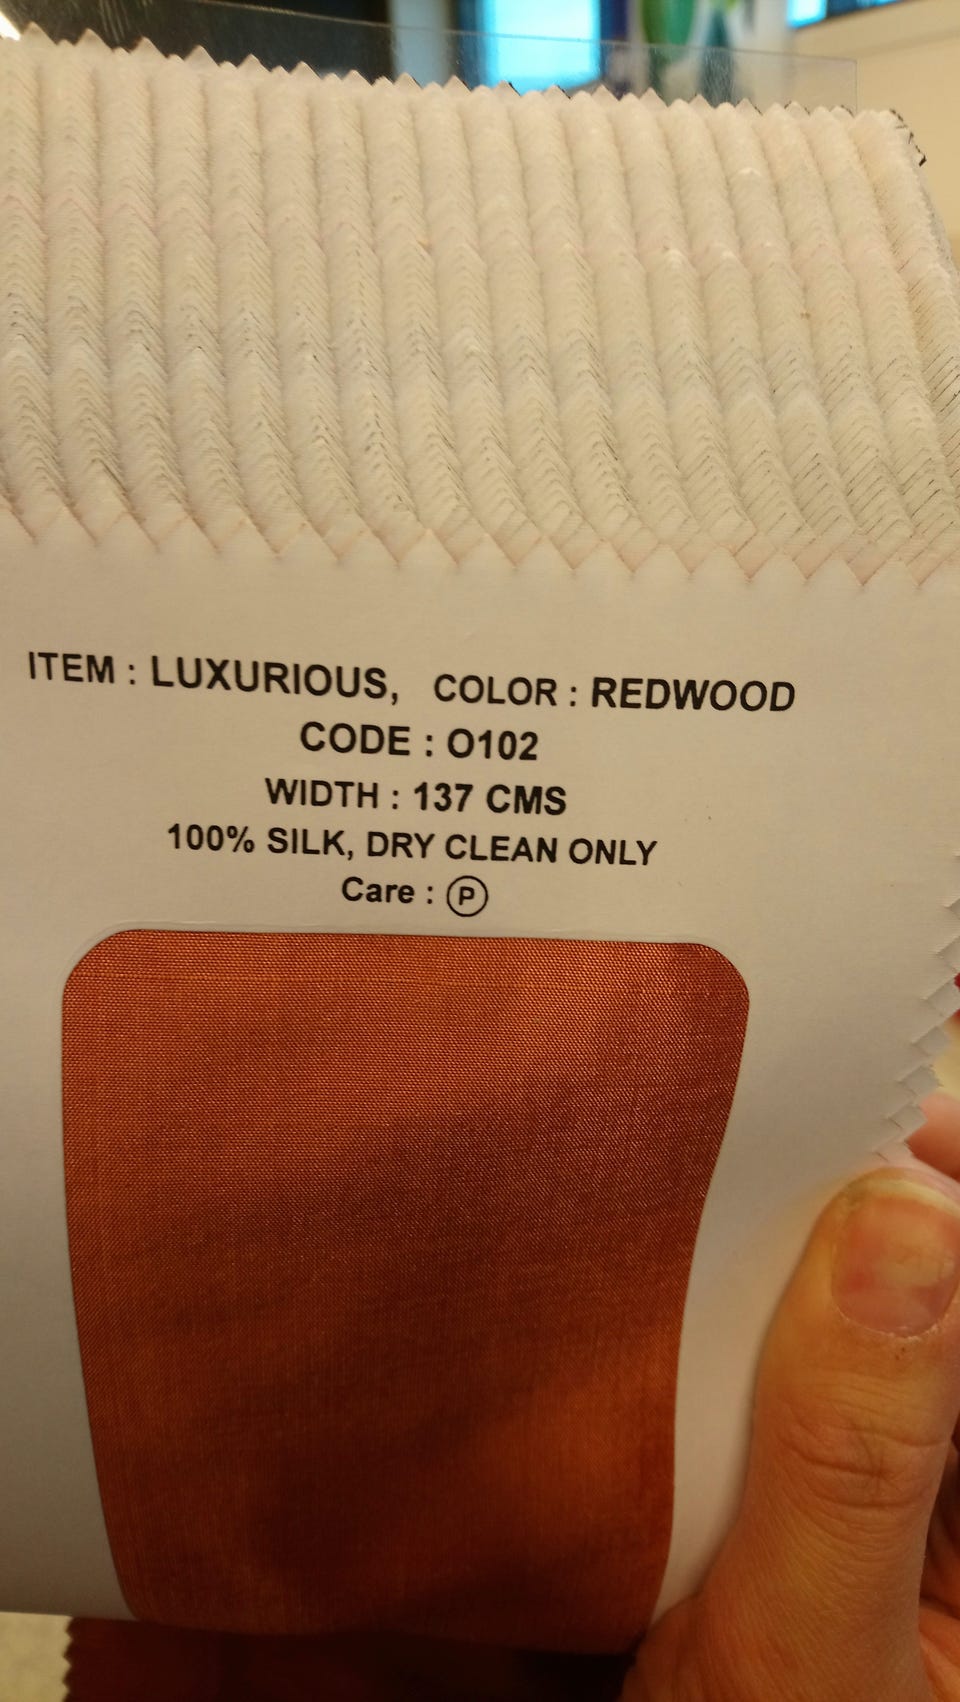 ITEM : LUXURIOUS, COLOR : REDWOOD
CODE : O102
WIDTH : 137 CMS
100% SILK, DRY CLEAN ONLY
Care : Ⓟ